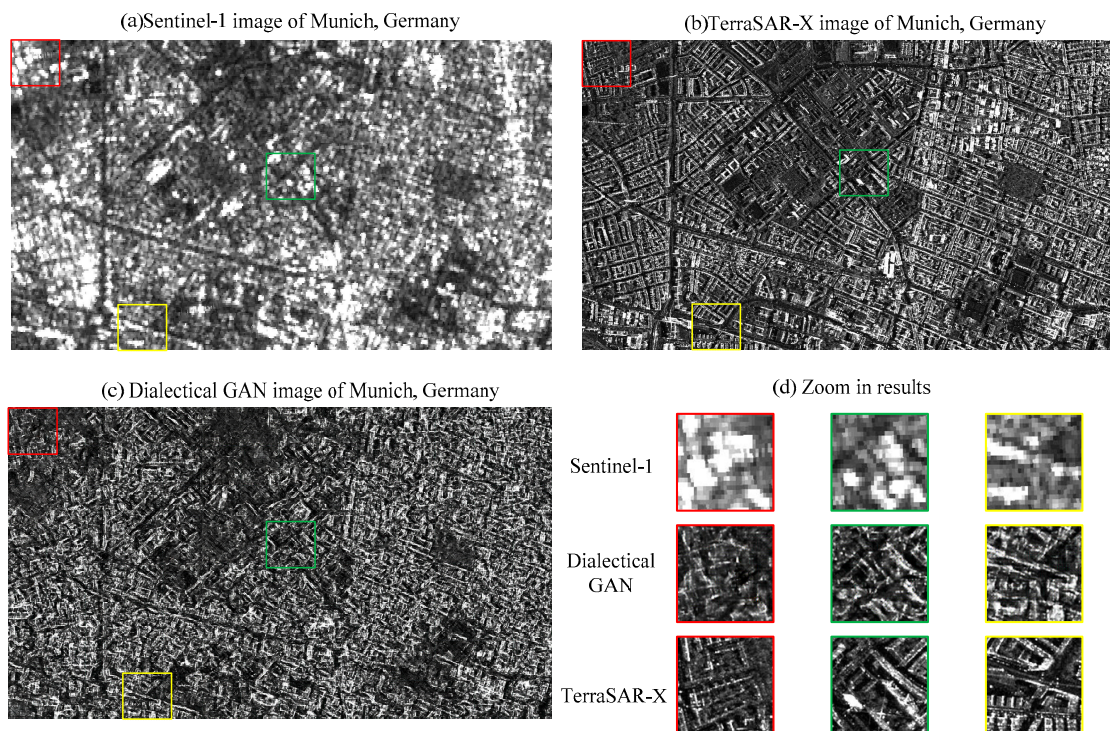 (a)Sentinel-1 image of Munich, Germany
(b)TerraSAR-X image of Munich, Germany
(c) Dialectical GAN image of Munich, Germany
(d) Zoom in results
Sentinel-1
Dialectical
GAN
TerraSAR-X